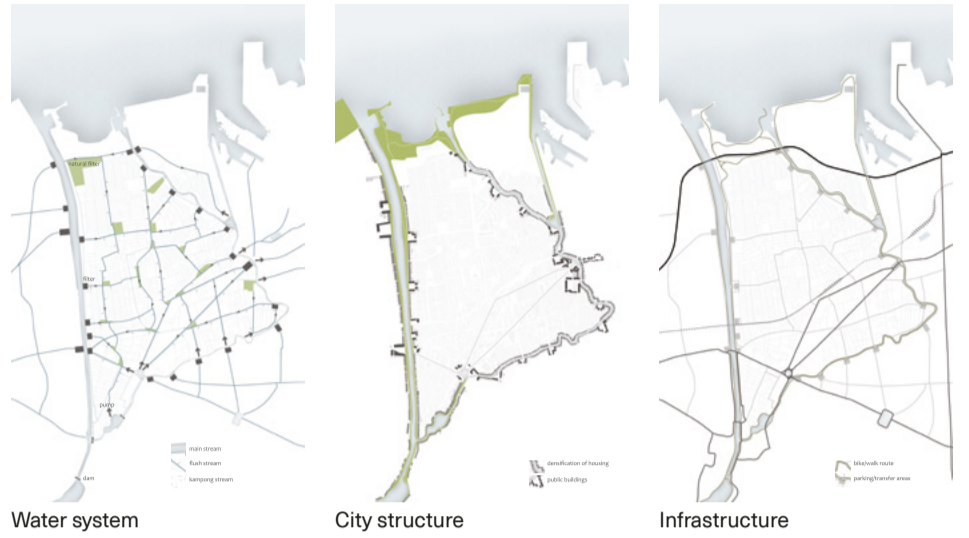 natural filter
filter
pump
dam
main stream
flush stream
kampong stream
densification of housing
public buildings
bike/walk route
parking/transfer areas
Water system
City structure
Infrastructure